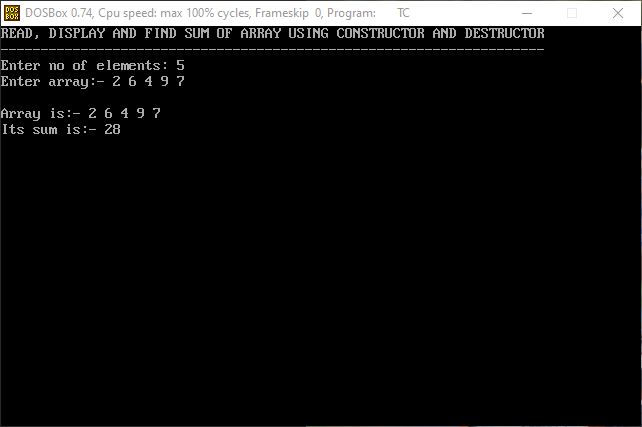 DOS BOX DOSBox 0.74, Cpu speed: max 100% cycles, Frameskip 0, Program: TC
READ, DISPLAY AND FIND SUM OF ARRAY USING CONSTRUCTOR AND DESTRUCTOR
--------------------------------------------------------------------
Enter no of elements: 5
Enter array:- 2 6 4 9 7
Array is:- 2 6 4 9 7
Its sum is:- 28